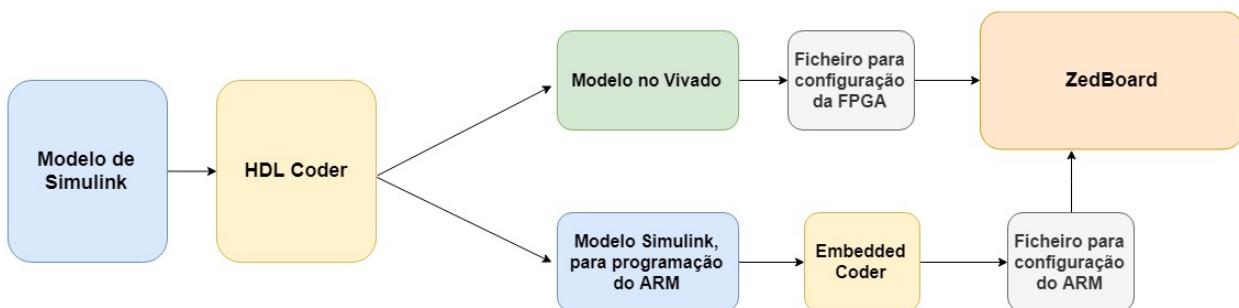 Modelo de
Simulink
HDL Coder
Modelo no Vivado
Ficheiro para
configuração
da FPGA
ZedBoard
Modelo Simulink,
para programação
do ARM
Embedded
Coder
Ficheiro para
configuração
do ARM